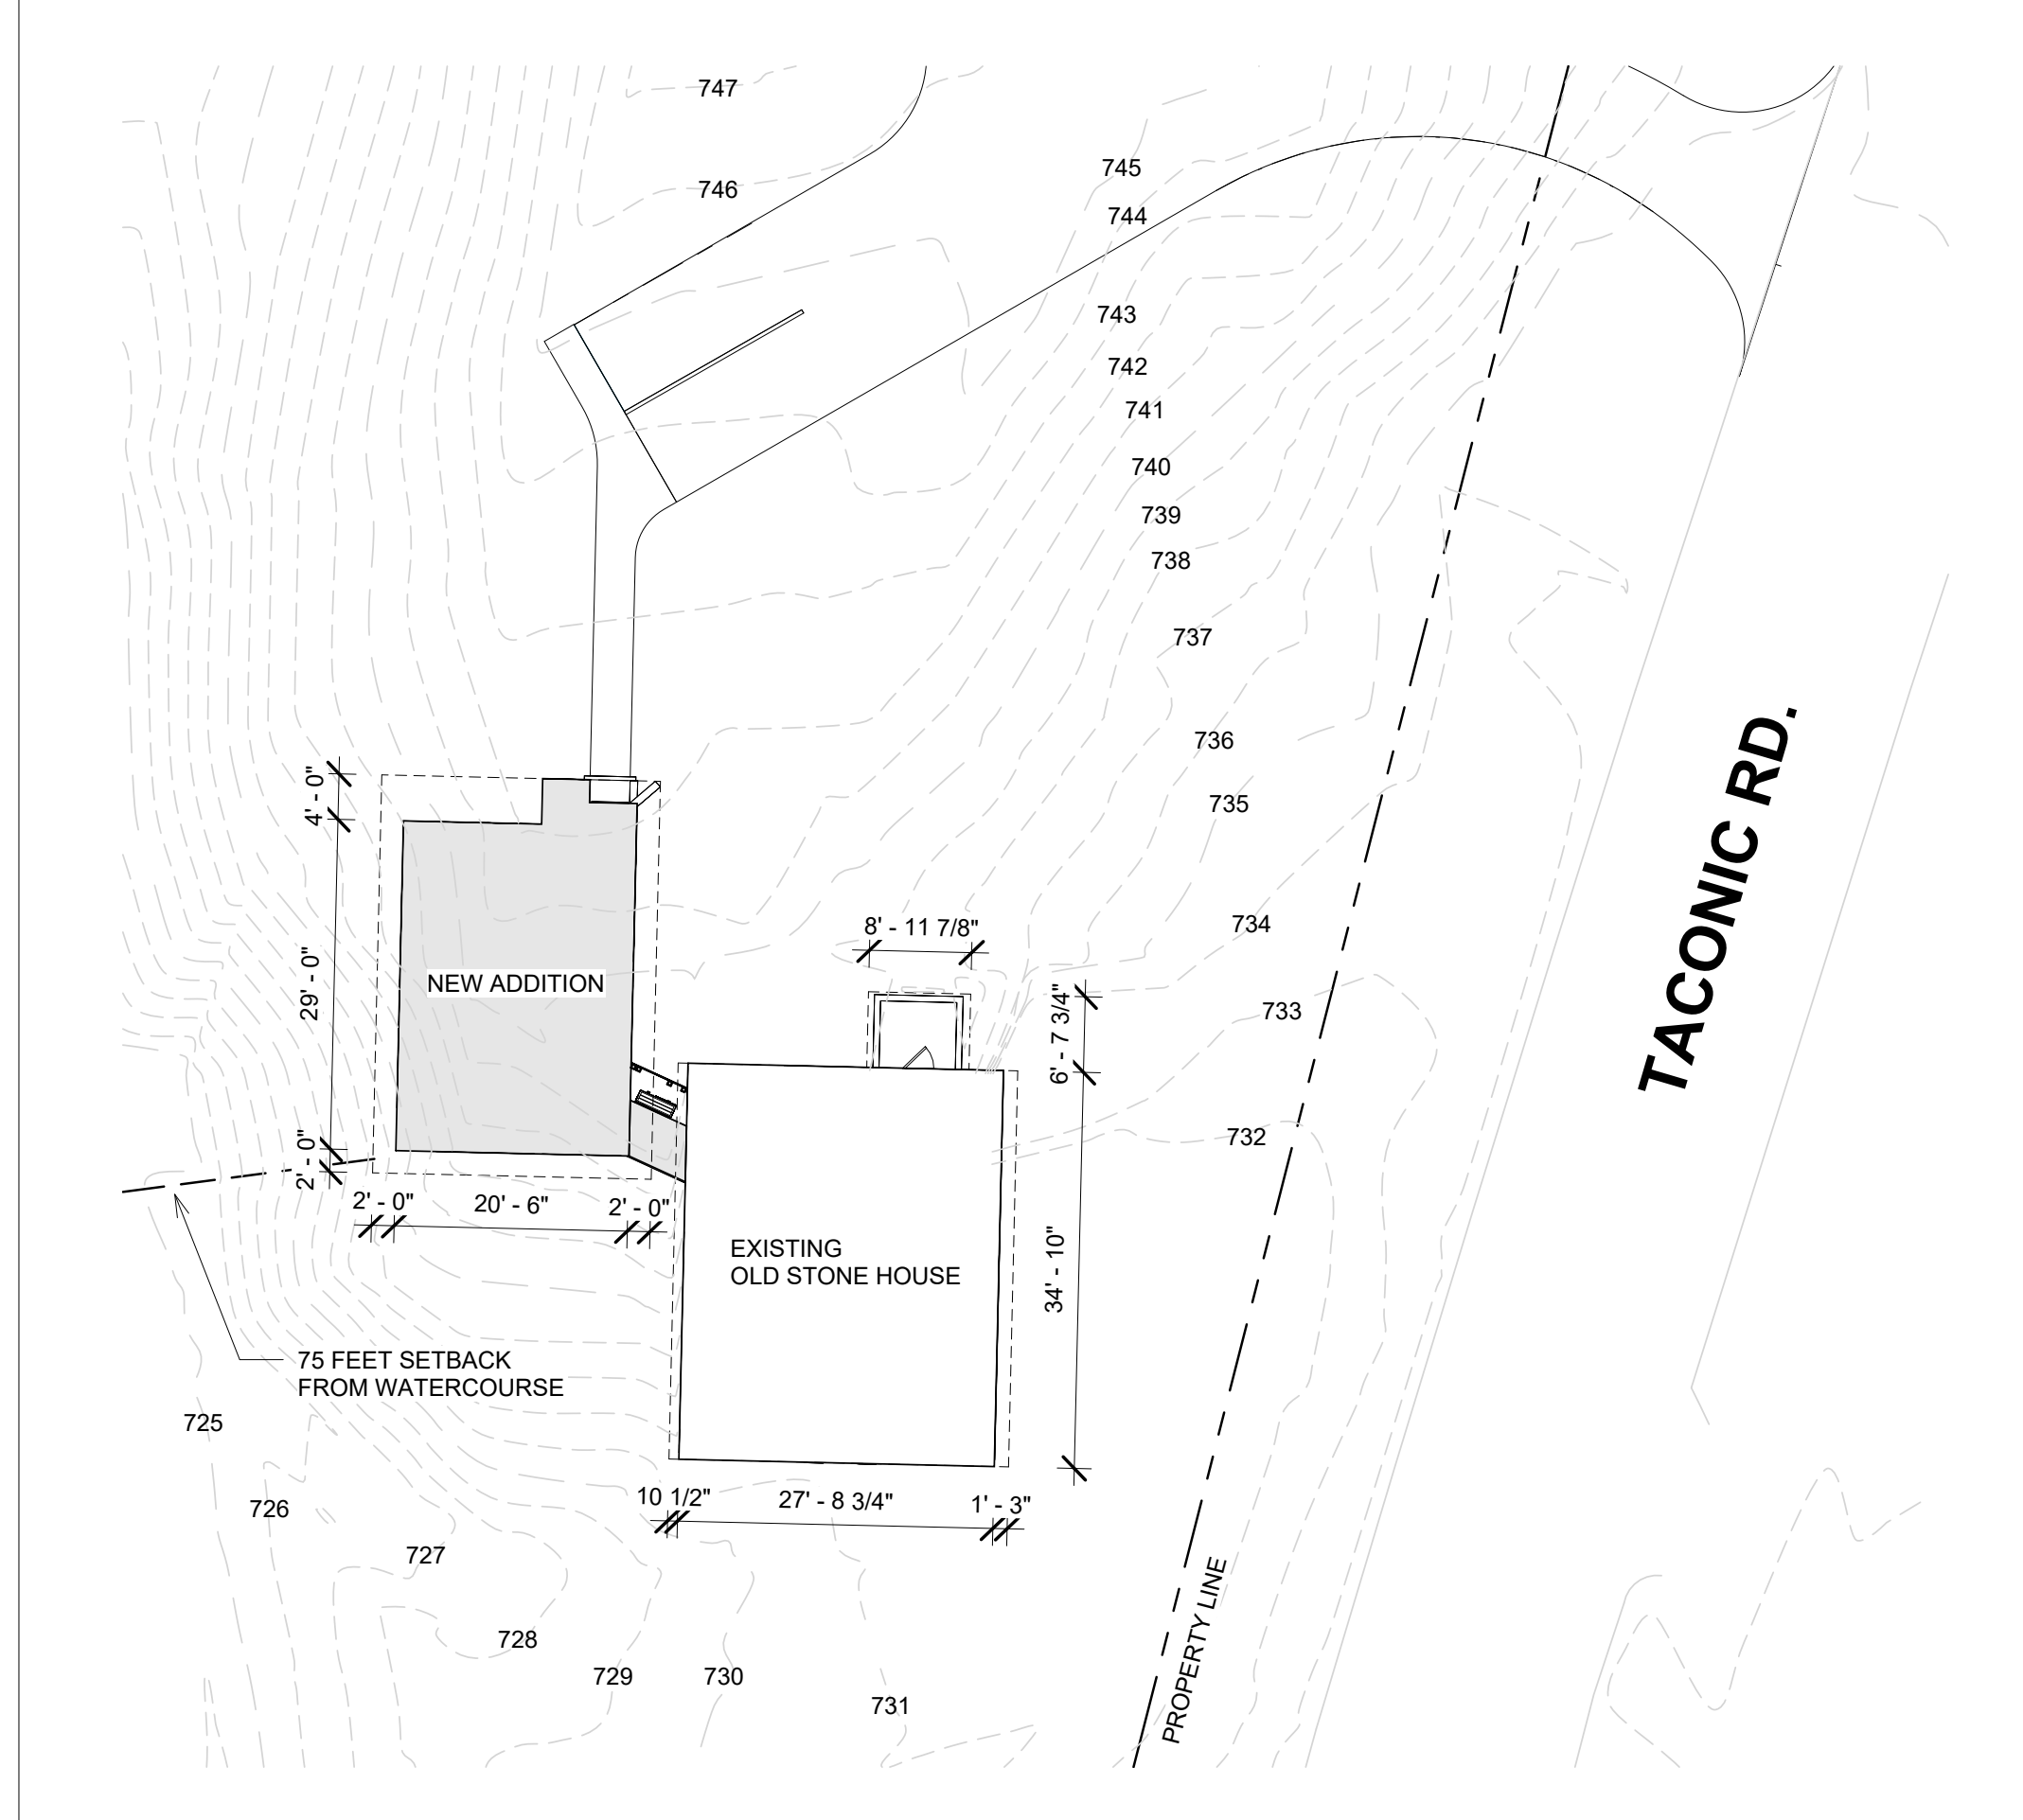 747
746
745
744
743
742
741
740
739
738
737
736
735
734
733
732
TACONIC RD.
4' - 0"
29' - 0"
2' - 0"
NEW ADDITION
8' - 11 7/8"
6' - 7 3/4"
34' - 10"
2' - 0"
20' - 6"
2' - 0"
EXISTING
OLD STONE HOUSE
75 FEET SETBACK
FROM WATERCOURSE
10 1/2"
27' - 8 3/4"
1' - 3"
725
726
727
728
729
730
731
PROPERTY LINE